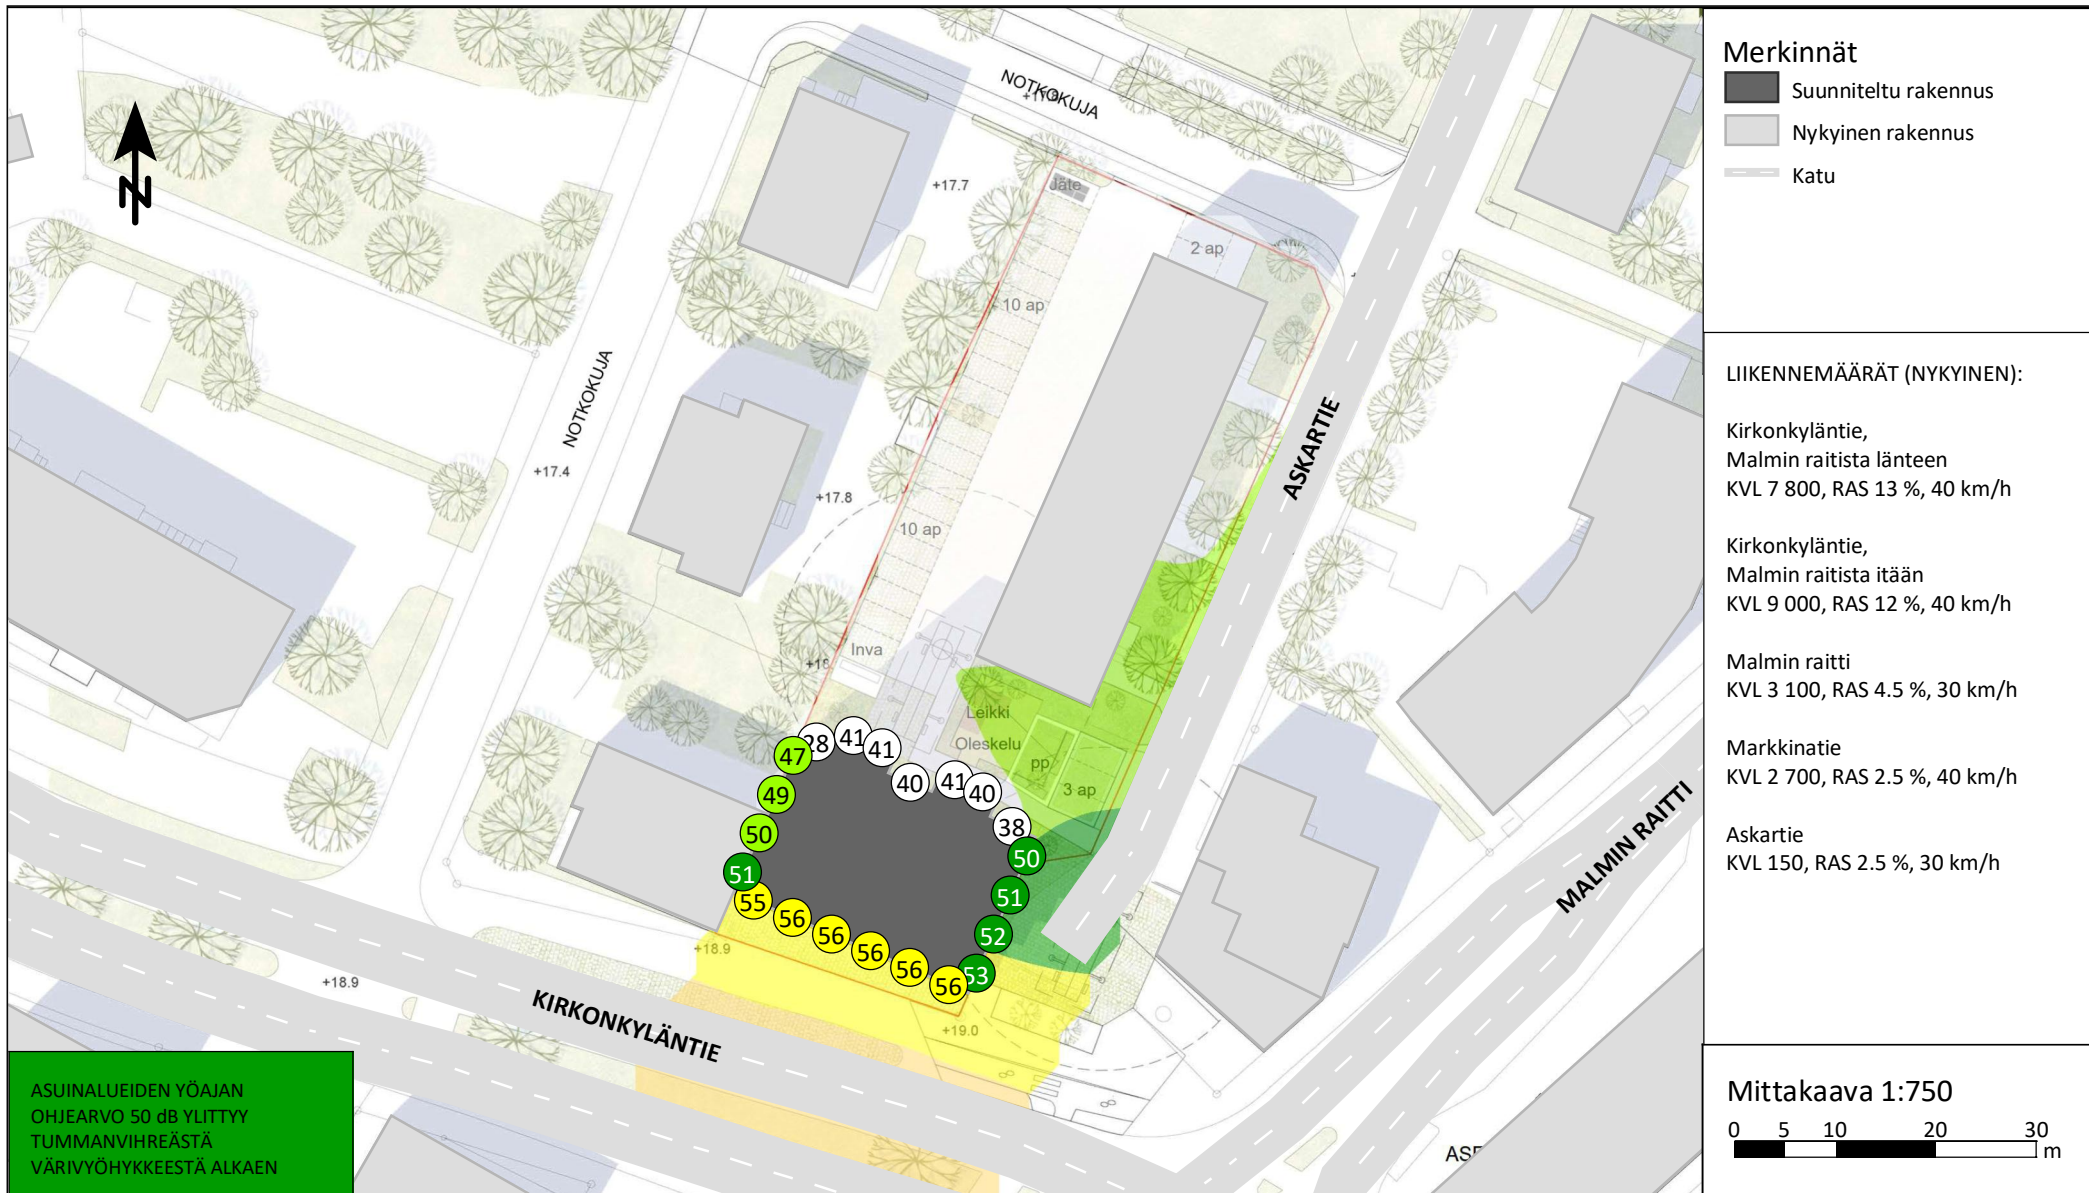 NOTKOKUJA
+17.7
Jäte
2 ap
10 ap
NOTKOKUJA
+17.4
+17.8
10 ap
ASKARTIE
Inva
+18
Leikki
Oleskelu
pp
3 ap
28
41
41
47
40
41
40
49
38
50
50
51
51
55
56
52
56
56
56
53
56
+18.9
+18.9
+19.0
KIRKONKYLÄNTIE
MALMIN RAITTI
N
ASUINALUEIDEN YÖAJAN
OHJEARVO 50 dB YLITTYY
TUMMANVIHREÄSTÄ
VÄRIVYÖHYKKEESTÄ ALKAEN
Merkinnät
Suunniteltu rakennus
Nykyinen rakennus
Katu
LIIKENNEMÄÄRÄT (NYKYINEN):
Kirkonkyläntie,
Malmin raitista länteen
KVL 7 800, RAS 13 %, 40 km/h
Kirkonkyläntie,
Malmin raitista itään
KVL 9 000, RAS 12 %, 40 km/h
Malmin raitti
KVL 3 100, RAS 4.5 %, 30 km/h
Markkinatie
KVL 2 700, RAS 2.5 %, 40 km/h
Askartie
KVL 150, RAS 2.5 %, 30 km/h
Mittakaava 1:750
0 5 10 20 30
m